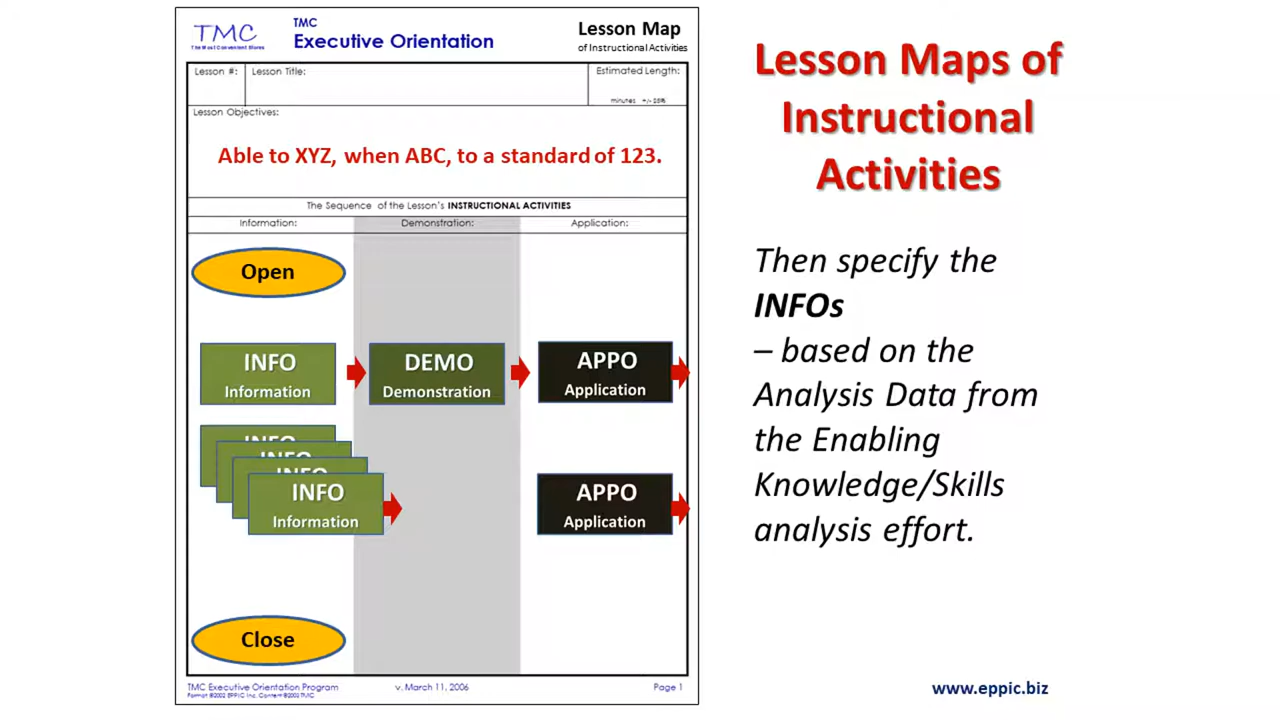 TMC
The Most Convenient Stores
TMC
Executive Orientation
Lesson Map
of Instructional Activities
Lesson #:
Lesson Title:
Estimated Length:
minutes +/- 25%
Lesson Objectives:
Able to XYZ, when ABC, to a standard of 123.
The Sequence of the Lesson's INSTRUCTIONAL ACTIVITIES
Information:
Demonstration:
Application:
Open
INFO
Information
DEMO
Demonstration
APPO
Application
INFO
INFO
INFO
INFO
Information
APPO
Application
Close
TMC Executive Orientation Program
Format ©2002 EPPIC Inc. Content ©2003 TMC
v. March 11, 2006
Page 1
Lesson Maps of
Instructional
Activities
Then specify the
INFOs
– based on the
Analysis Data from
the Enabling
Knowledge/Skills
analysis effort.
www.eppic.biz